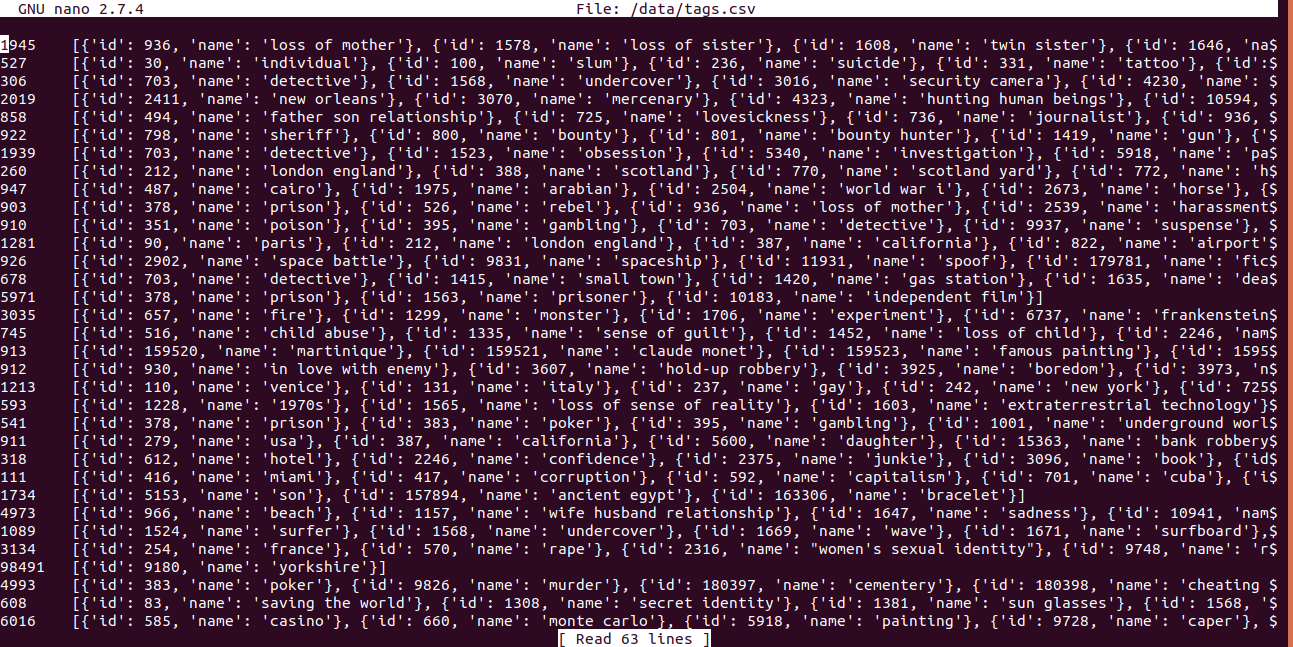 GNU nano 2.7.4 File: /data/tags.csv
1945 [{'id': 936, 'name': 'loss of mother'}, {'id': 1578, 'name': 'loss of sister'}, {'id': 1608, 'name': 'twin sister'}, {'id': 1646, 'na$
527 [{'id': 30, 'name': 'individual'}, {'id': 100, 'name': 'slum'}, {'id': 236, 'name': 'suicide'}, {'id': 331, 'name': 'tattoo'}, {'id':$
306 [{'id': 703, 'name': 'detective'}, {'id': 1568, 'name': 'undercover'}, {'id': 3016, 'name': 'security camera'}, {'id': 4230, 'name': $
2019 [{'id': 2411, 'name': 'new orleans'}, {'id': 3070, 'name': 'mercenary'}, {'id': 4323, 'name': 'hunting human beings'}, {'id': 10594, $
858 [{'id': 494, 'name': 'father son relationship'}, {'id': 725, 'name': 'lovesickness'}, {'id': 736, 'name': 'journalist'}, {'id': 936, $
922 [{'id': 798, 'name': 'sheriff'}, {'id': 800, 'name': 'bounty'}, {'id': 801, 'name': 'bounty hunter'}, {'id': 1419, 'name': 'gun'}, {'$
1939 [{'id': 703, 'name': 'detective'}, {'id': 1523, 'name': 'obsession'}, {'id': 5340, 'name': 'investigation'}, {'id': 5918, 'name': 'pa$
260 [{'id': 212, 'name': 'london england'}, {'id': 388, 'name': 'scotland'}, {'id': 770, 'name': 'scotland yard'}, {'id': 772, 'name': 'h$
947 [{'id': 487, 'name': 'cairo'}, {'id': 1975, 'name': 'arabian'}, {'id': 2504, 'name': 'world war i'}, {'id': 2673, 'name': 'horse'}, {$
903 [{'id': 378, 'name': 'prison'}, {'id': 526, 'name': 'rebel'}, {'id': 936, 'name': 'loss of mother'}, {'id': 2539, 'name': 'harassment$
910 [{'id': 351, 'name': 'poison'}, {'id': 395, 'name': 'gambling'}, {'id': 703, 'name': 'detective'}, {'id': 9937, 'name': 'suspense'}, $
1281 [{'id': 90, 'name': 'paris'}, {'id': 212, 'name': 'london england'}, {'id': 387, 'name': 'california'}, {'id': 822, 'name': 'airport'$
926 [{'id': 2902, 'name': 'space battle'}, {'id': 9831, 'name': 'spaceship'}, {'id': 11931, 'name': 'spoof'}, {'id': 179781, 'name': 'fic$
678 [{'id': 703, 'name': 'detective'}, {'id': 1415, 'name': 'small town'}, {'id': 1420, 'name': 'gas station'}, {'id': 1635, 'name': 'dea$
5971 [{'id': 378, 'name': 'prison'}, {'id': 1563, 'name': 'prisoner'}, {'id': 10183, 'name': 'independent film'}]
3035 [{'id': 657, 'name': 'fire'}, {'id': 1299, 'name': 'monster'}, {'id': 1706, 'name': 'experiment'}, {'id': 6737, 'name': 'frankenstein$
745 [{'id': 516, 'name': 'child abuse'}, {'id': 1335, 'name': 'sense of guilt'}, {'id': 1452, 'name': 'loss of child'}, {'id': 2246, 'nam$
913 [{'id': 159520, 'name': 'martinique'}, {'id': 159521, 'name': 'claude monet'}, {'id': 159523, 'name': 'famous painting'}, {'id': 1595$
912 [{'id': 930, 'name': 'in love with enemy'}, {'id': 3607, 'name': 'hold-up robbery'}, {'id': 3925, 'name': 'boredom'}, {'id': 3973, 'n$
1213 [{'id': 110, 'name': 'venice'}, {'id': 131, 'name': 'italy'}, {'id': 237, 'name': 'gay'}, {'id': 242, 'name': 'new york'}, {'id': 725$
593 [{'id': 1228, 'name': '1970s'}, {'id': 1565, 'name': 'loss of sense of reality'}, {'id': 1603, 'name': 'extraterrestrial technology'}$
541 [{'id': 378, 'name': 'prison'}, {'id': 383, 'name': 'poker'}, {'id': 395, 'name': 'gambling'}, {'id': 1001, 'name': 'underground worl$
911 [{'id': 279, 'name': 'usa'}, {'id': 387, 'name': 'california'}, {'id': 5600, 'name': 'daughter'}, {'id': 15363, 'name': 'bank robbery$
318 [{'id': 612, 'name': 'hotel'}, {'id': 2246, 'name': 'confidence'}, {'id': 2375, 'name': 'junkie'}, {'id': 3096, 'name': 'book'}, {'id$
111 [{'id': 416, 'name': 'miami'}, {'id': 417, 'name': 'corruption'}, {'id': 592, 'name': 'capitalism'}, {'id': 701, 'name': 'cuba'}, {'i$
1734 [{'id': 5153, 'name': 'son'}, {'id': 157894, 'name': 'ancient egypt'}, {'id': 163306, 'name': 'bracelet'}]
4973 [{'id': 966, 'name': 'beach'}, {'id': 1157, 'name': 'wife husband relationship'}, {'id': 1647, 'name': 'sadness'}, {'id': 10941, 'nam$
1089 [{'id': 1524, 'name': 'surfer'}, {'id': 1568, 'name': 'undercover'}, {'id': 1669, 'name': 'wave'}, {'id': 1671, 'name': 'surfboard'},$
3134 [{'id': 254, 'name': 'france'}, {'id': 570, 'name': 'rape'}, {'id': 2316, 'name': "women's sexual identity"}, {'id': 9748, 'name': 'r$
98491 [{'id': 9180, 'name': 'yorkshire'}]
4993 [{'id': 383, 'name': 'poker'}, {'id': 9826, 'name': 'murder'}, {'id': 180397, 'name': 'cementery'}, {'id': 180398, 'name': 'cheating $
608 [{'id': 83, 'name': 'saving the world'}, {'id': 1308, 'name': 'secret identity'}, {'id': 1381, 'name': 'sun glasses'}, {'id': 1568, '$
6016 [{'id': 585, 'name': 'casino'}, {'id': 660, 'name': 'monte carlo'}, {'id': 5918, 'name': 'painting'}, {'id': 9728, 'name': 'caper'}, $
[ Read 63 lines ]